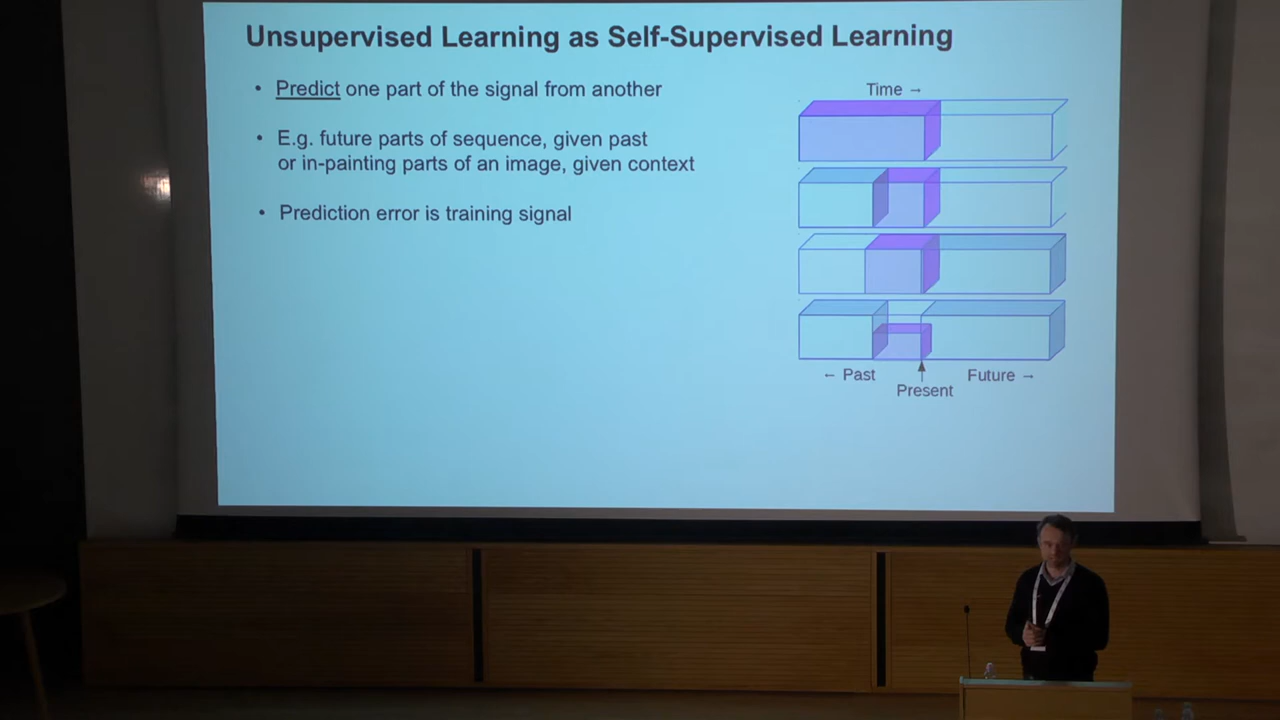 Unsupervised Learning as Self-Supervised Learning
• Predict one part of the signal from another
• E.g. future parts of sequence, given past
or in-painting parts of an image, given context
• Prediction error is training signal
Time →
← Past
Present
Future →